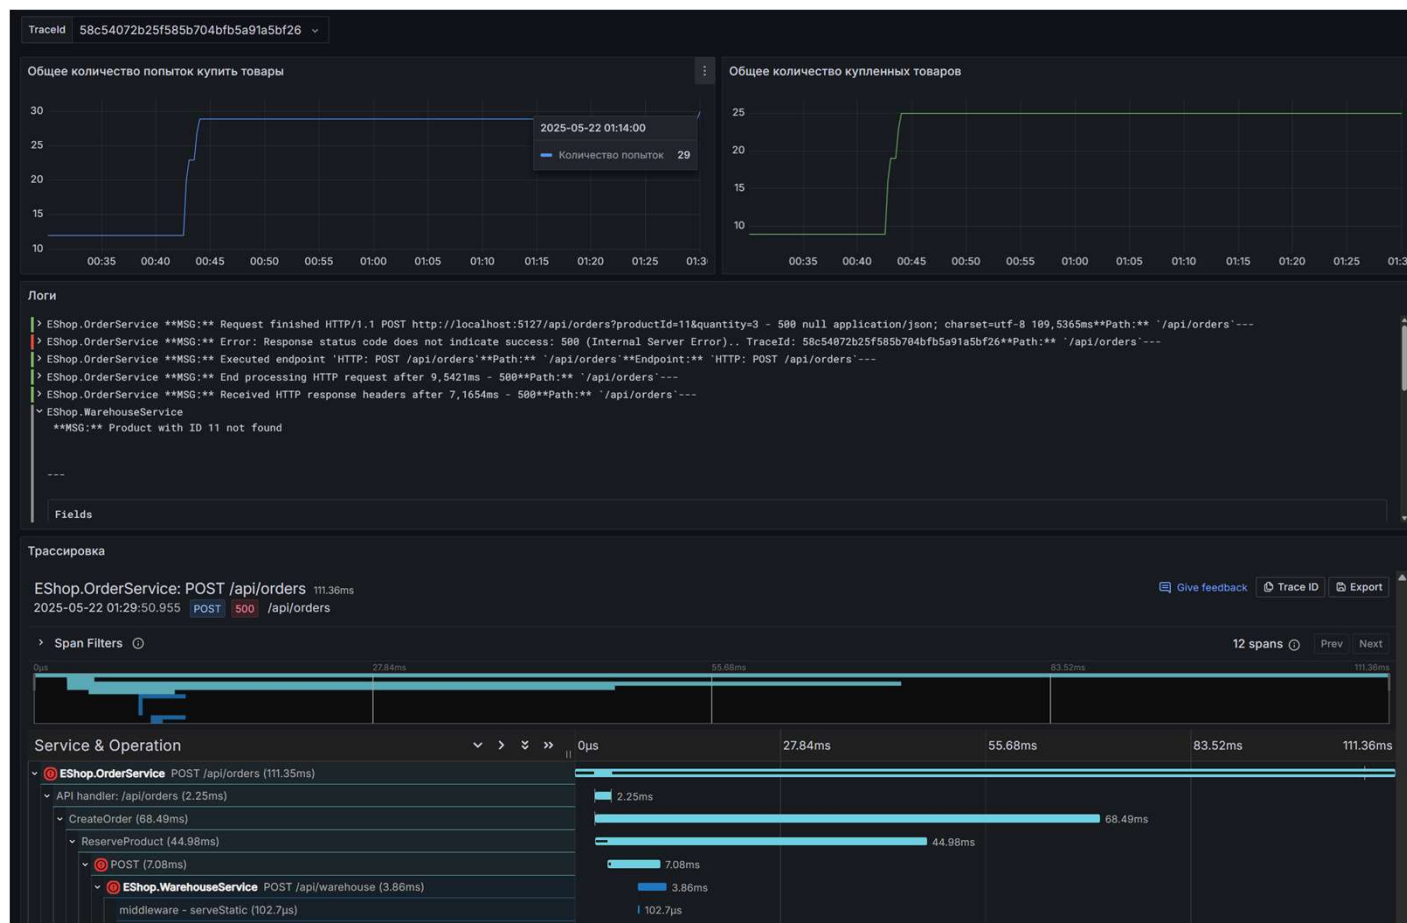 TraceId 58c54072b25f585b704bfb5a91a5bf26
Общее количество попыток купить товары
30
25
20
15
10
00:35 00:40 00:45 00:50 00:55 01:00 01:05 01:10 01:15 01:20 01:25 01:3
2025-05-22 01:14:00
Количество попыток 29
Общее количество купленных товаров
25
20
15
10
00:35 00:40 00:45 00:50 00:55 01:00 01:05 01:10 01:15 01:20 01:25 01:3
Логи
EShop.OrderService **MSG:** Request finished HTTP/1.1 POST http://localhost:5127/api/orders?productId=11&quantity=3 - 500 null application/json; charset=utf-8 109,5365ms**Path:** `/api/orders`---
EShop.OrderService **MSG:** Error: Response status code does not indicate success: 500 (Internal Server Error).. TraceId: 58c54072b25f585b704bfb5a91a5bf26**Path:** `/api/orders`---
EShop.OrderService **MSG:** Executed endpoint 'HTTP: POST /api/orders'**Path:** `/api/orders`**Endpoint:** `HTTP: POST /api/orders`---
EShop.OrderService **MSG:** End processing HTTP request after 9,5421ms - 500**Path:** `/api/orders`---
EShop.OrderService **MSG:** Received HTTP response headers after 7,1654ms - 500**Path:** `/api/orders`---
EShop.WarehouseService
**MSG:** Product with ID 11 not found
---
Fields
Трассировка
EShop.OrderService: POST /api/orders 111.36ms
Give feedback Trace ID Export
2025-05-22 01:29:50.955 POST 500 /api/orders
Span Filters
12 spans Prev Next
0μs 27.84ms 55.68ms 83.52ms 111.36ms
Service & Operation 0μs 27.84ms 55.68ms 83.52ms 111.36ms
EShop.OrderService POST /api/orders (111.35ms)
API handler: /api/orders (2.25ms) 2.25ms
CreateOrder (68.49ms) 68.49ms
ReserveProduct (44.98ms) 44.98ms
POST (7.08ms) 7.08ms
EShop.WarehouseService POST /api/warehouse (3.86ms) 3.86ms
middleware - serveStatic (102.7μs) 102.7μs